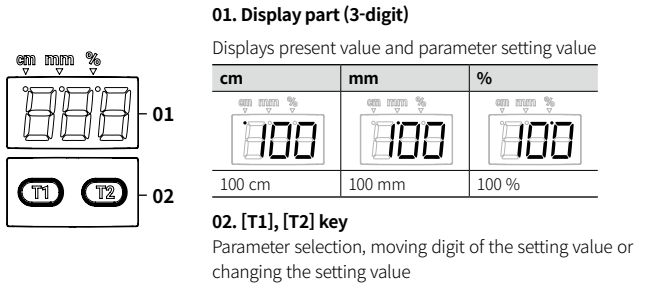 cm mm %
01
T1 T2
02
01. Display part (3-digit)
Displays present value and parameter setting value
cm mm %
cm mm % cm mm % cm mm %
100 100 100
100 cm 100 mm 100 %
02. [T1], [T2] key
Parameter selection, moving digit of the setting value or
changing the setting value